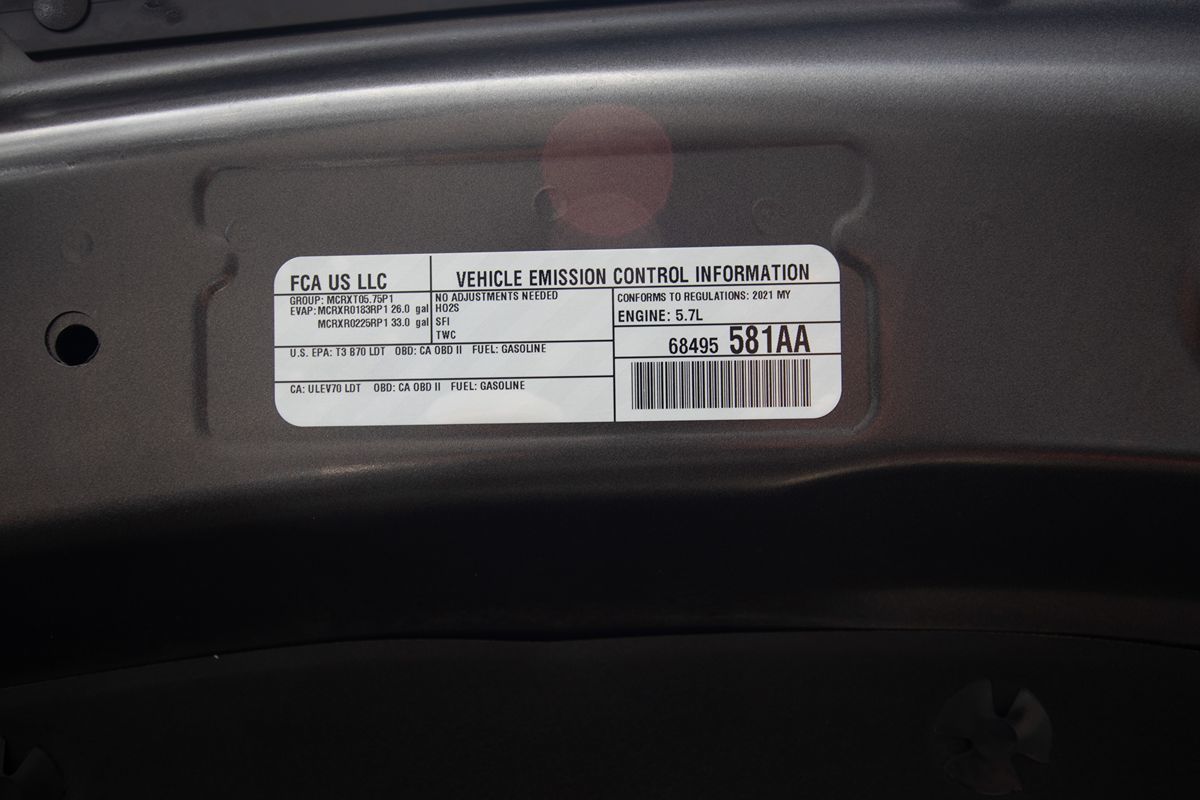 FCA US LLC
VEHICLE EMISSION CONTROL INFORMATION
GROUP: MCRXT05.75P1
EVAP: MCRXR0183RP1 26.0 gal
MCRXR0225RP1 33.0 gal
NO ADJUSTMENTS NEEDED
HO2S
SFI
TWC
CONFORMS TO REGULATIONS: 2021 MY
ENGINE: 5.7L
68495 581AA
U.S. EPA: T3 B70 LDT OBD: CA OBD II FUEL: GASOLINE
CA: ULEV70 LDT OBD: CA OBD II FUEL: GASOLINE